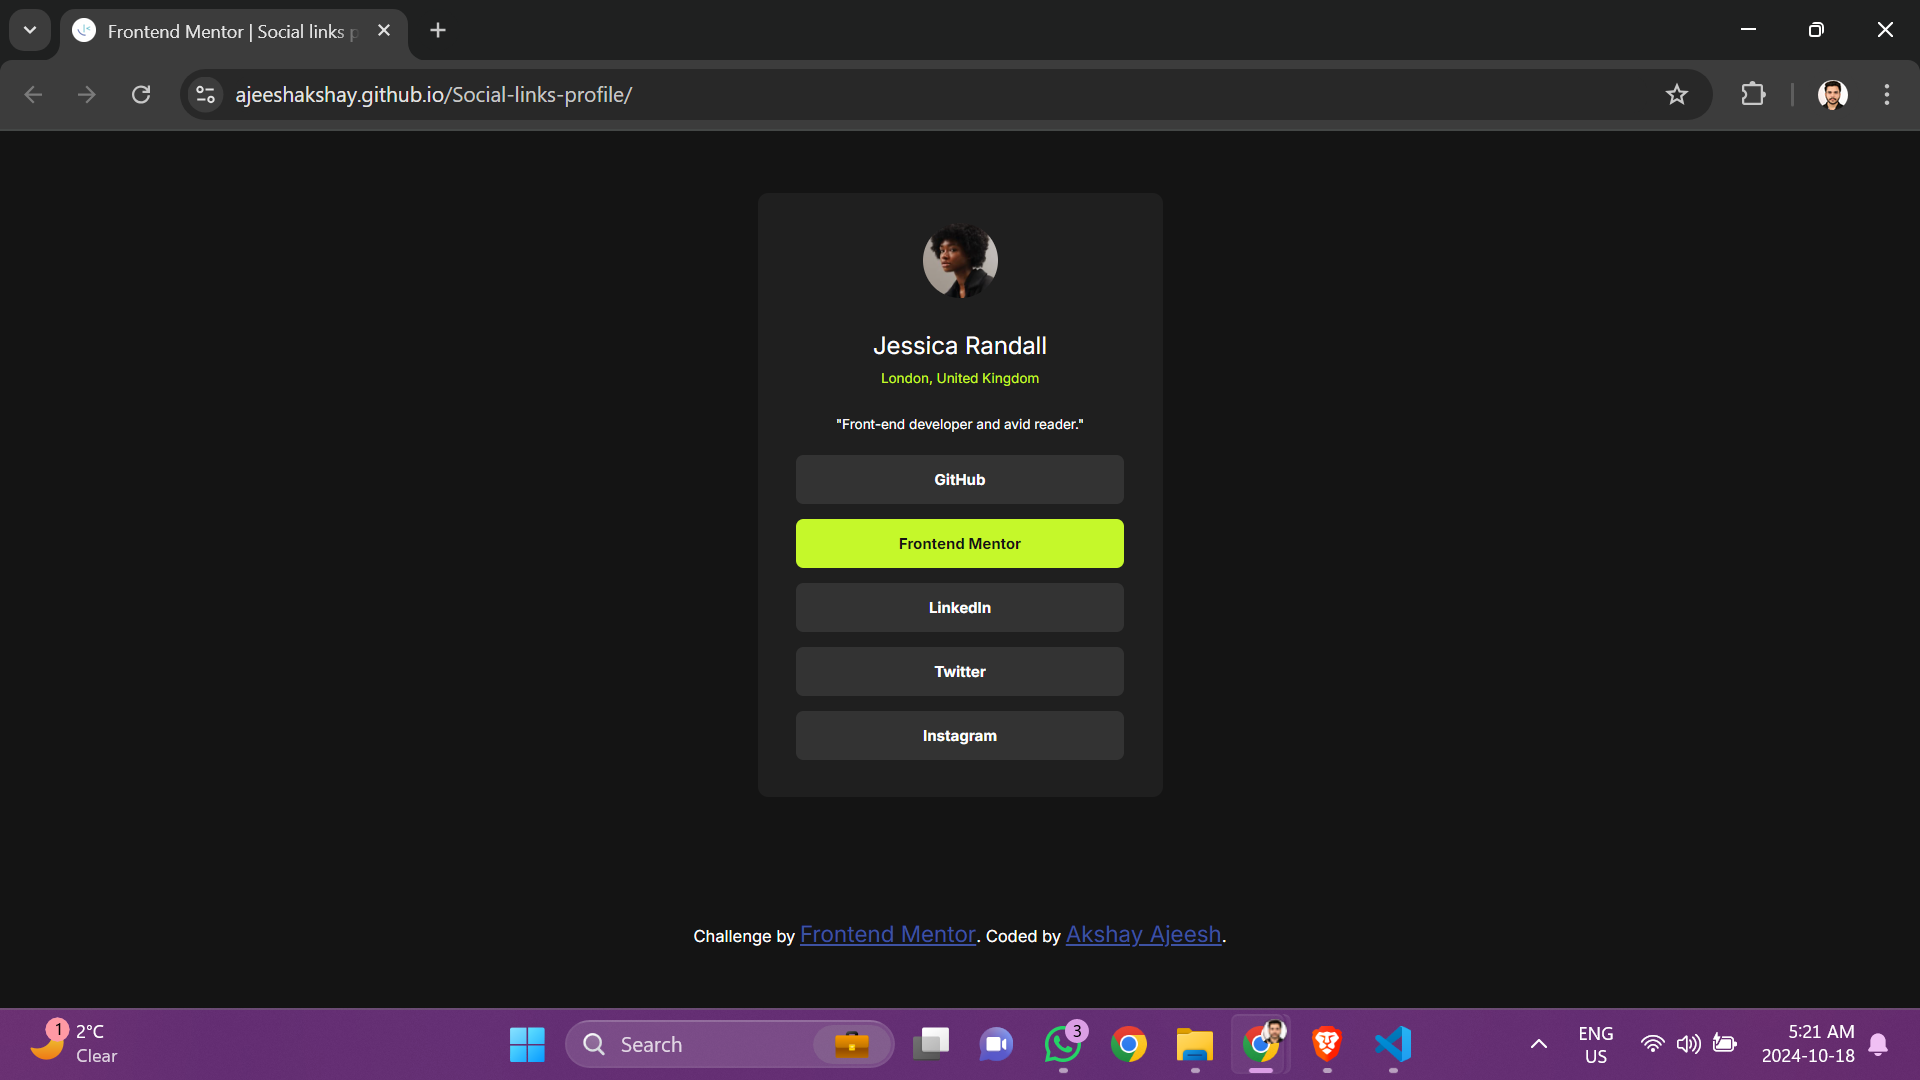 Frontend Mentor | Social links p
ajeeshakshay.github.io/Social-links-profile/
Jessica Randall
London, United Kingdom
"Front-end developer and avid reader."
GitHub
Frontend Mentor
LinkedIn
Twitter
Instagram
Challenge by Frontend Mentor. Coded by Akshay Ajeesh.
1
2°C
Clear
Search
3
ENG
US
5:21 AM
2024-10-18